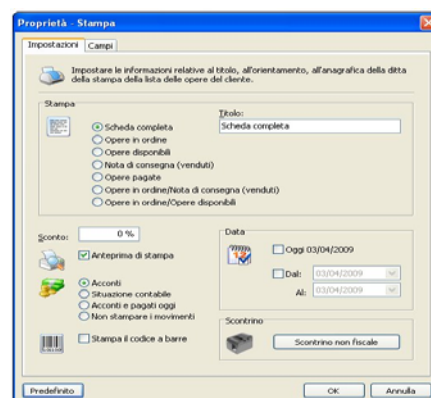 Proprietà - Stampa
Impostazioni Campi
Impostare le informazioni relative al titolo, all'orientamento, all'anagrafica della ditta
della stampa della lista delle opere del cliente.
Stampa
Titolo:
Scheda completa
Scheda completa
Opere in ordine
Opere disponibili
Nota di consegna (venduti)
Opere pagate
Opere in ordine/Nota di consegna (venduti)
Opere in ordine/Opere disponibili
Sconto: 0 %
Anteprima di stampa
Acconti
Situazione contabile
Acconti e pagati oggi
Non stampare i movimenti
Stampa il codice a barre
Data
Oggi 03/04/2009
Dal: 03/04/2009
Al: 03/04/2009
Scontrino
Scontrino non fiscale
Predefinito OK Annulla